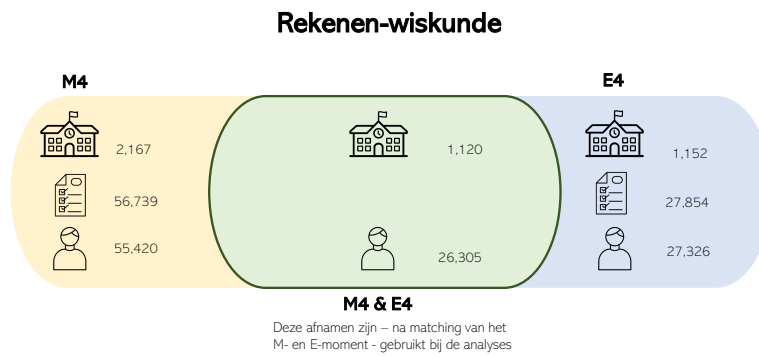 Rekenen-wiskunde
M4
E4
2,167
1,120
1,152
56,739
27,854
55,420
26,305
27,326
M4 & E4
Deze afnamen zijn – na matching van het
M- en E-moment - gebruikt bij de analyses